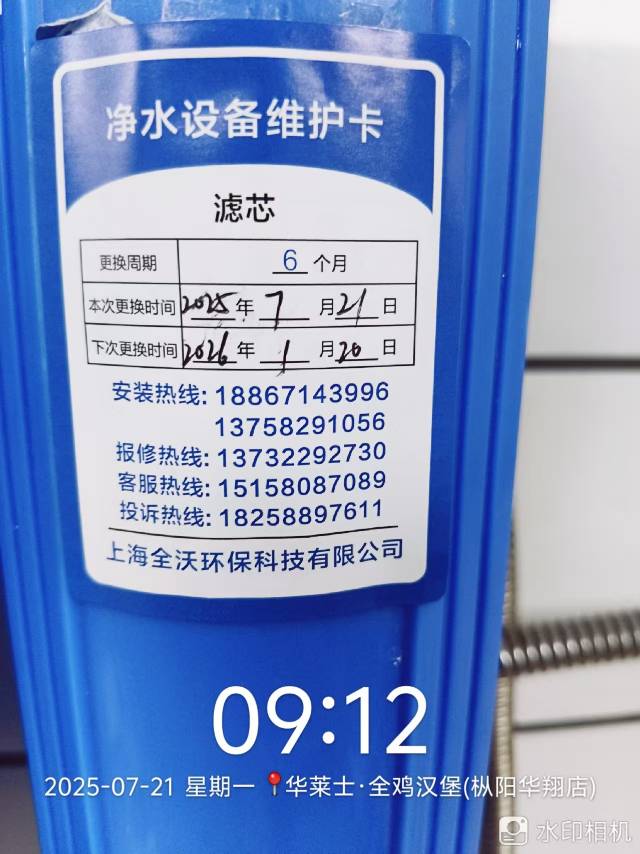 净水设备维护卡
滤芯
更换周期 6 个月
本次更换时间 2025 年 7 月 21 日
下次更换时间 2026 年 1 月 20 日
安装热线: 18867143996
13758291056
报修热线: 13732292730
客服热线: 15158087089
投诉热线: 18258897611
上海全沃环保科技有限公司
09:12
2025-07-21 星期一 📍华莱士·全鸡汉堡(枞阳华翔店)
水印相机